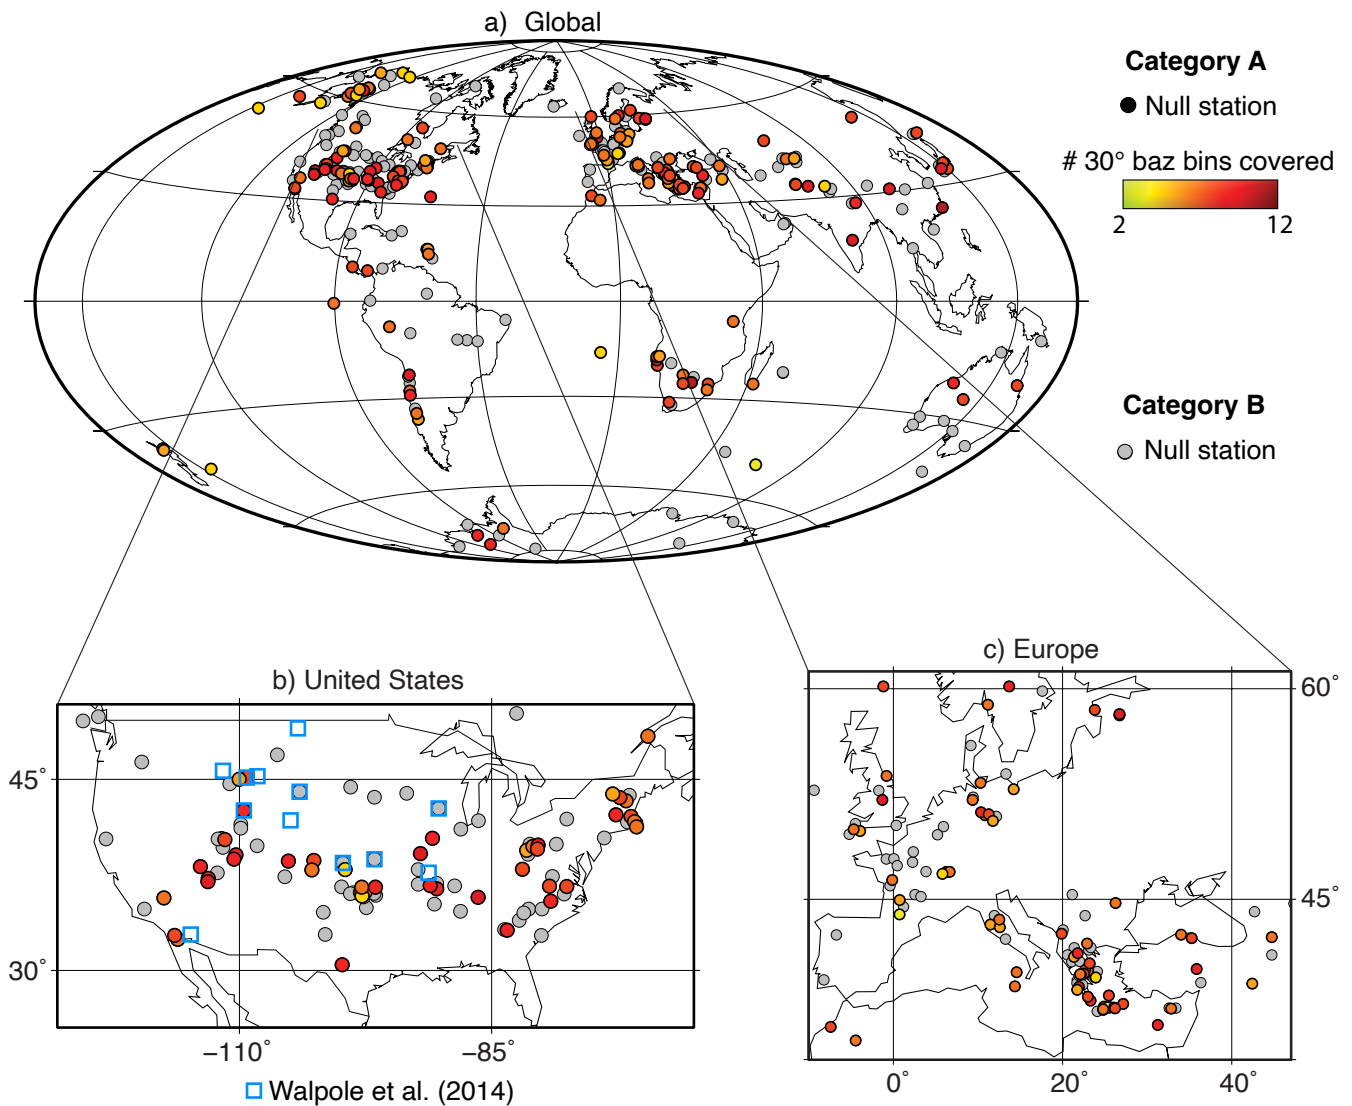 a) Global
Category A
Null station
# 30° baz bins covered
2 12
Category B
Null station
b) United States
45°
30°
−110° −85°
Walpole et al. (2014)
c) Europe
60°
45°
0° 20° 40°